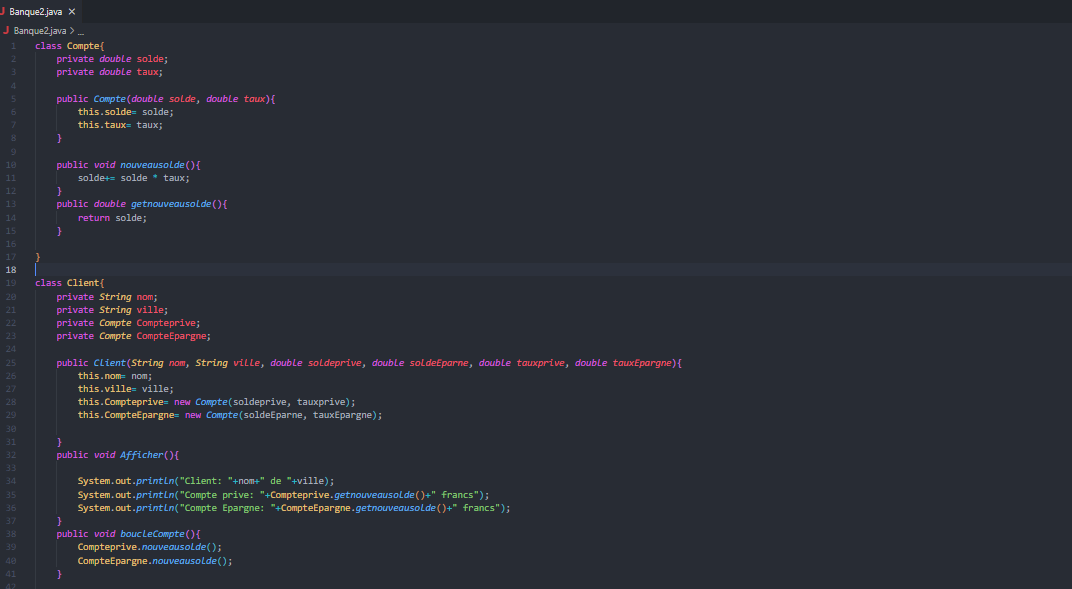 Banque2.java ×
Banque2.java > ...
1 class Compte{
2 private double solde;
3 private double taux;
4
5 public Compte(double solde, double taux){
6 this.solde= solde;
7 this.taux= taux;
8 }
9
10 public void nouveausolde(){
11 solde+= solde * taux;
12 }
13 public double getnouveausolde(){
14 return solde;
15 }
16
17 }
18
19 class Client{
20 private String nom;
21 private String ville;
22 private Compte Compteprive;
23 private Compte CompteEpargne;
24
25 public Client(String nom, String ville, double soldeprive, double soldeEparne, double tauxprive, double tauxEpargne){
26 this.nom= nom;
27 this.ville= ville;
28 this.Compteprive= new Compte(soldeprive, tauxprive);
29 this.CompteEpargne= new Compte(soldeEparne, tauxEpargne);
30
31 }
32 public void Afficher(){
33
34 System.out.println("Client: "+nom+" de "+ville);
35 System.out.println("Compte prive: "+Compteprive.getnouveausolde()+" francs");
36 System.out.println("Compte Epargne: "+CompteEpargne.getnouveausolde()+" francs");
37 }
38 public void boucleCompte(){
39 Compteprive.nouveausolde();
40 CompteEpargne.nouveausolde();
41 }
42